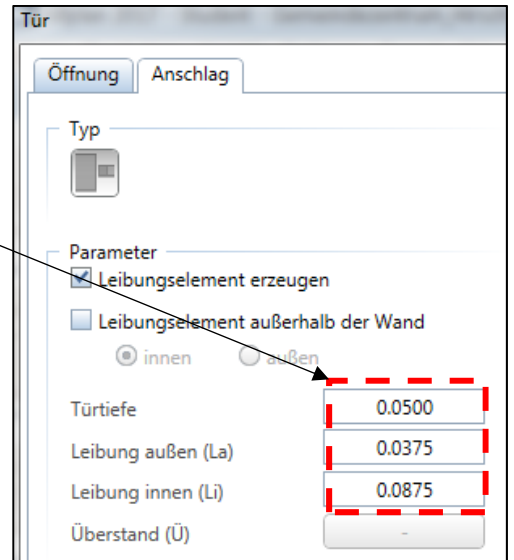 Tür
Öffnung Anschlag
Typ
Parameter
Leibungselement erzeugen
Leibungselement außerhalb der Wand
innen außen
Türtiefe 0.0500
Leibung außen (La) 0.0375
Leibung innen (Li) 0.0875
Überstand (Ü) -